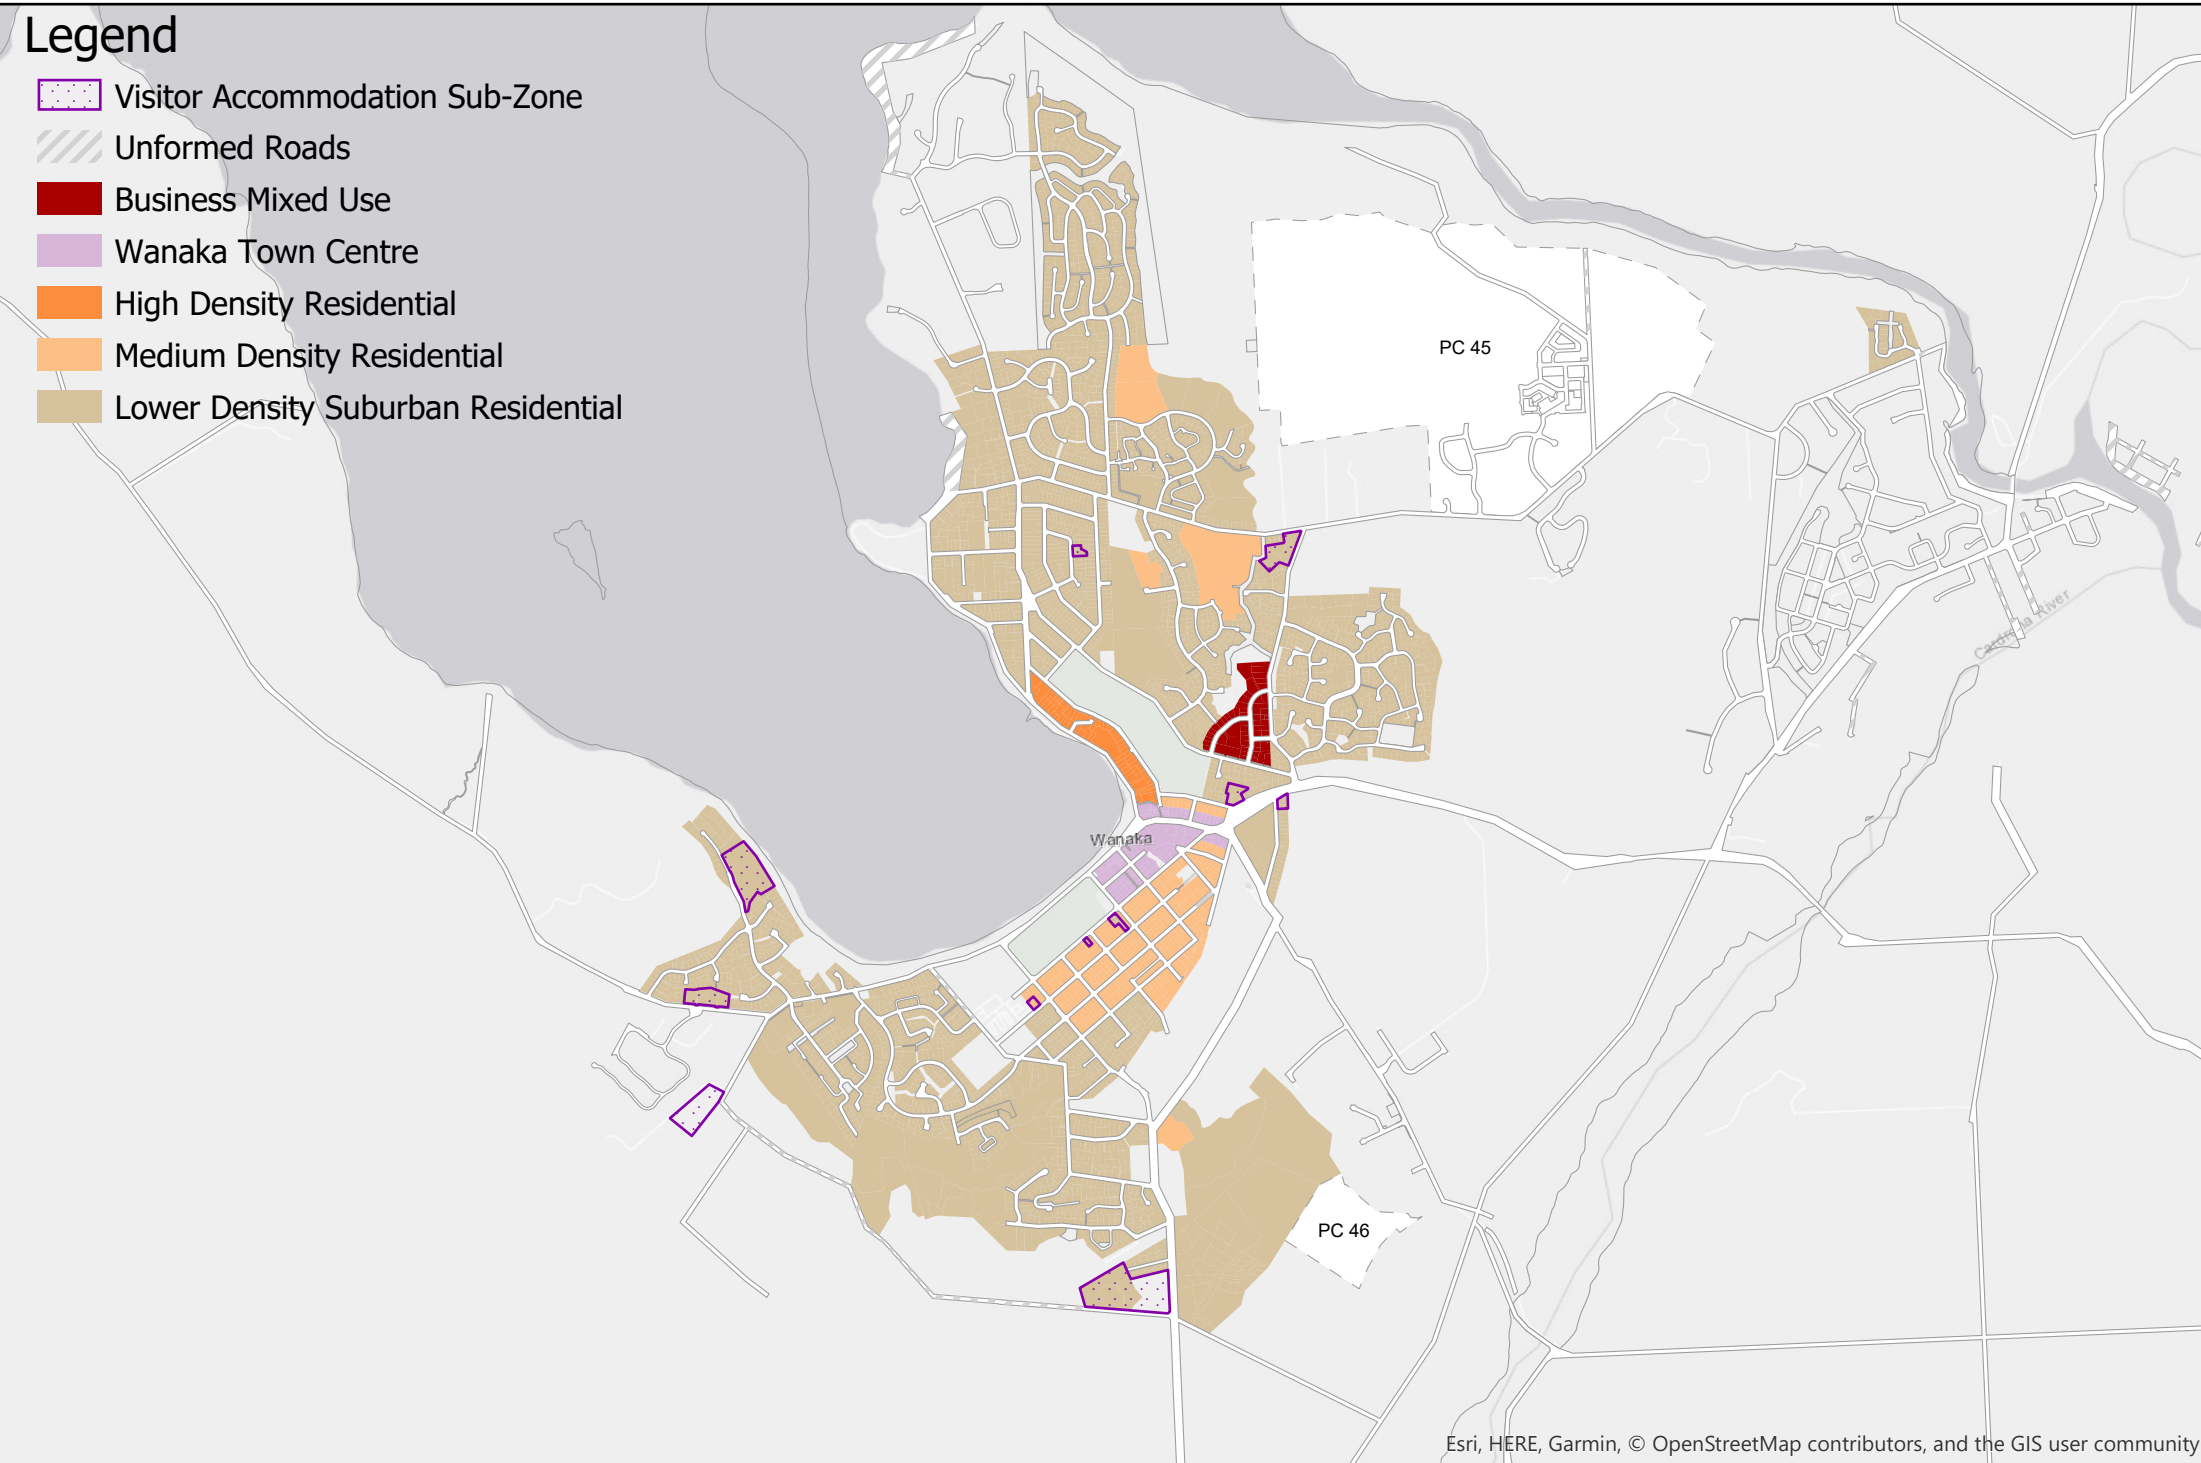 Legend
Visitor Accommodation Sub-Zone
Unformed Roads
Business Mixed Use
Wanaka Town Centre
High Density Residential
Medium Density Residential
Lower Density Suburban Residential
PC 45
Cardrona River
Wanaka
PC 46
Esri, HERE, Garmin, © OpenStreetMap contributors, and the GIS user community